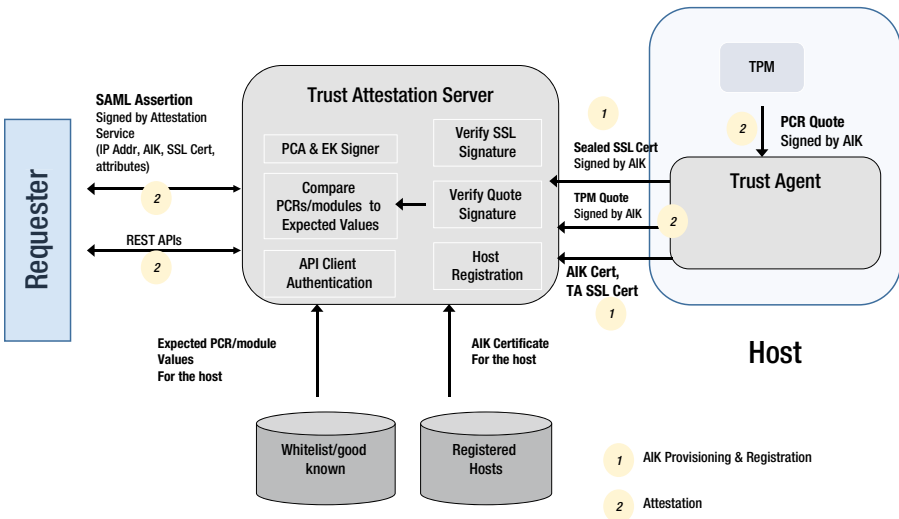 TPM
1
2
PCR Quote
Signed by AIK
SAML Assertion
Signed by Attestation
Service
(IP Addr, AIK, SSL Cert,
attributes)
Trust Attestation Server
PCA & EK Signer
Verify SSL
Signature
Sealed SSL Cert
Signed by AIK
Trust Agent
Requester
2
Compare
PCRs/modules to
Expected Values
Verify Quote
Signature
TPM Quote
Signed by AIK
2
REST APIs
2
API Client
Authentication
Host
Registration
AIK Cert,
TA SSL Cert
1
Host
Expected PCR/module
Values
For the host
AIK Certificate
For the host
Whitelist/good
known
Registered
Hosts
1 AIK Provisioning & Registration
2 Attestation